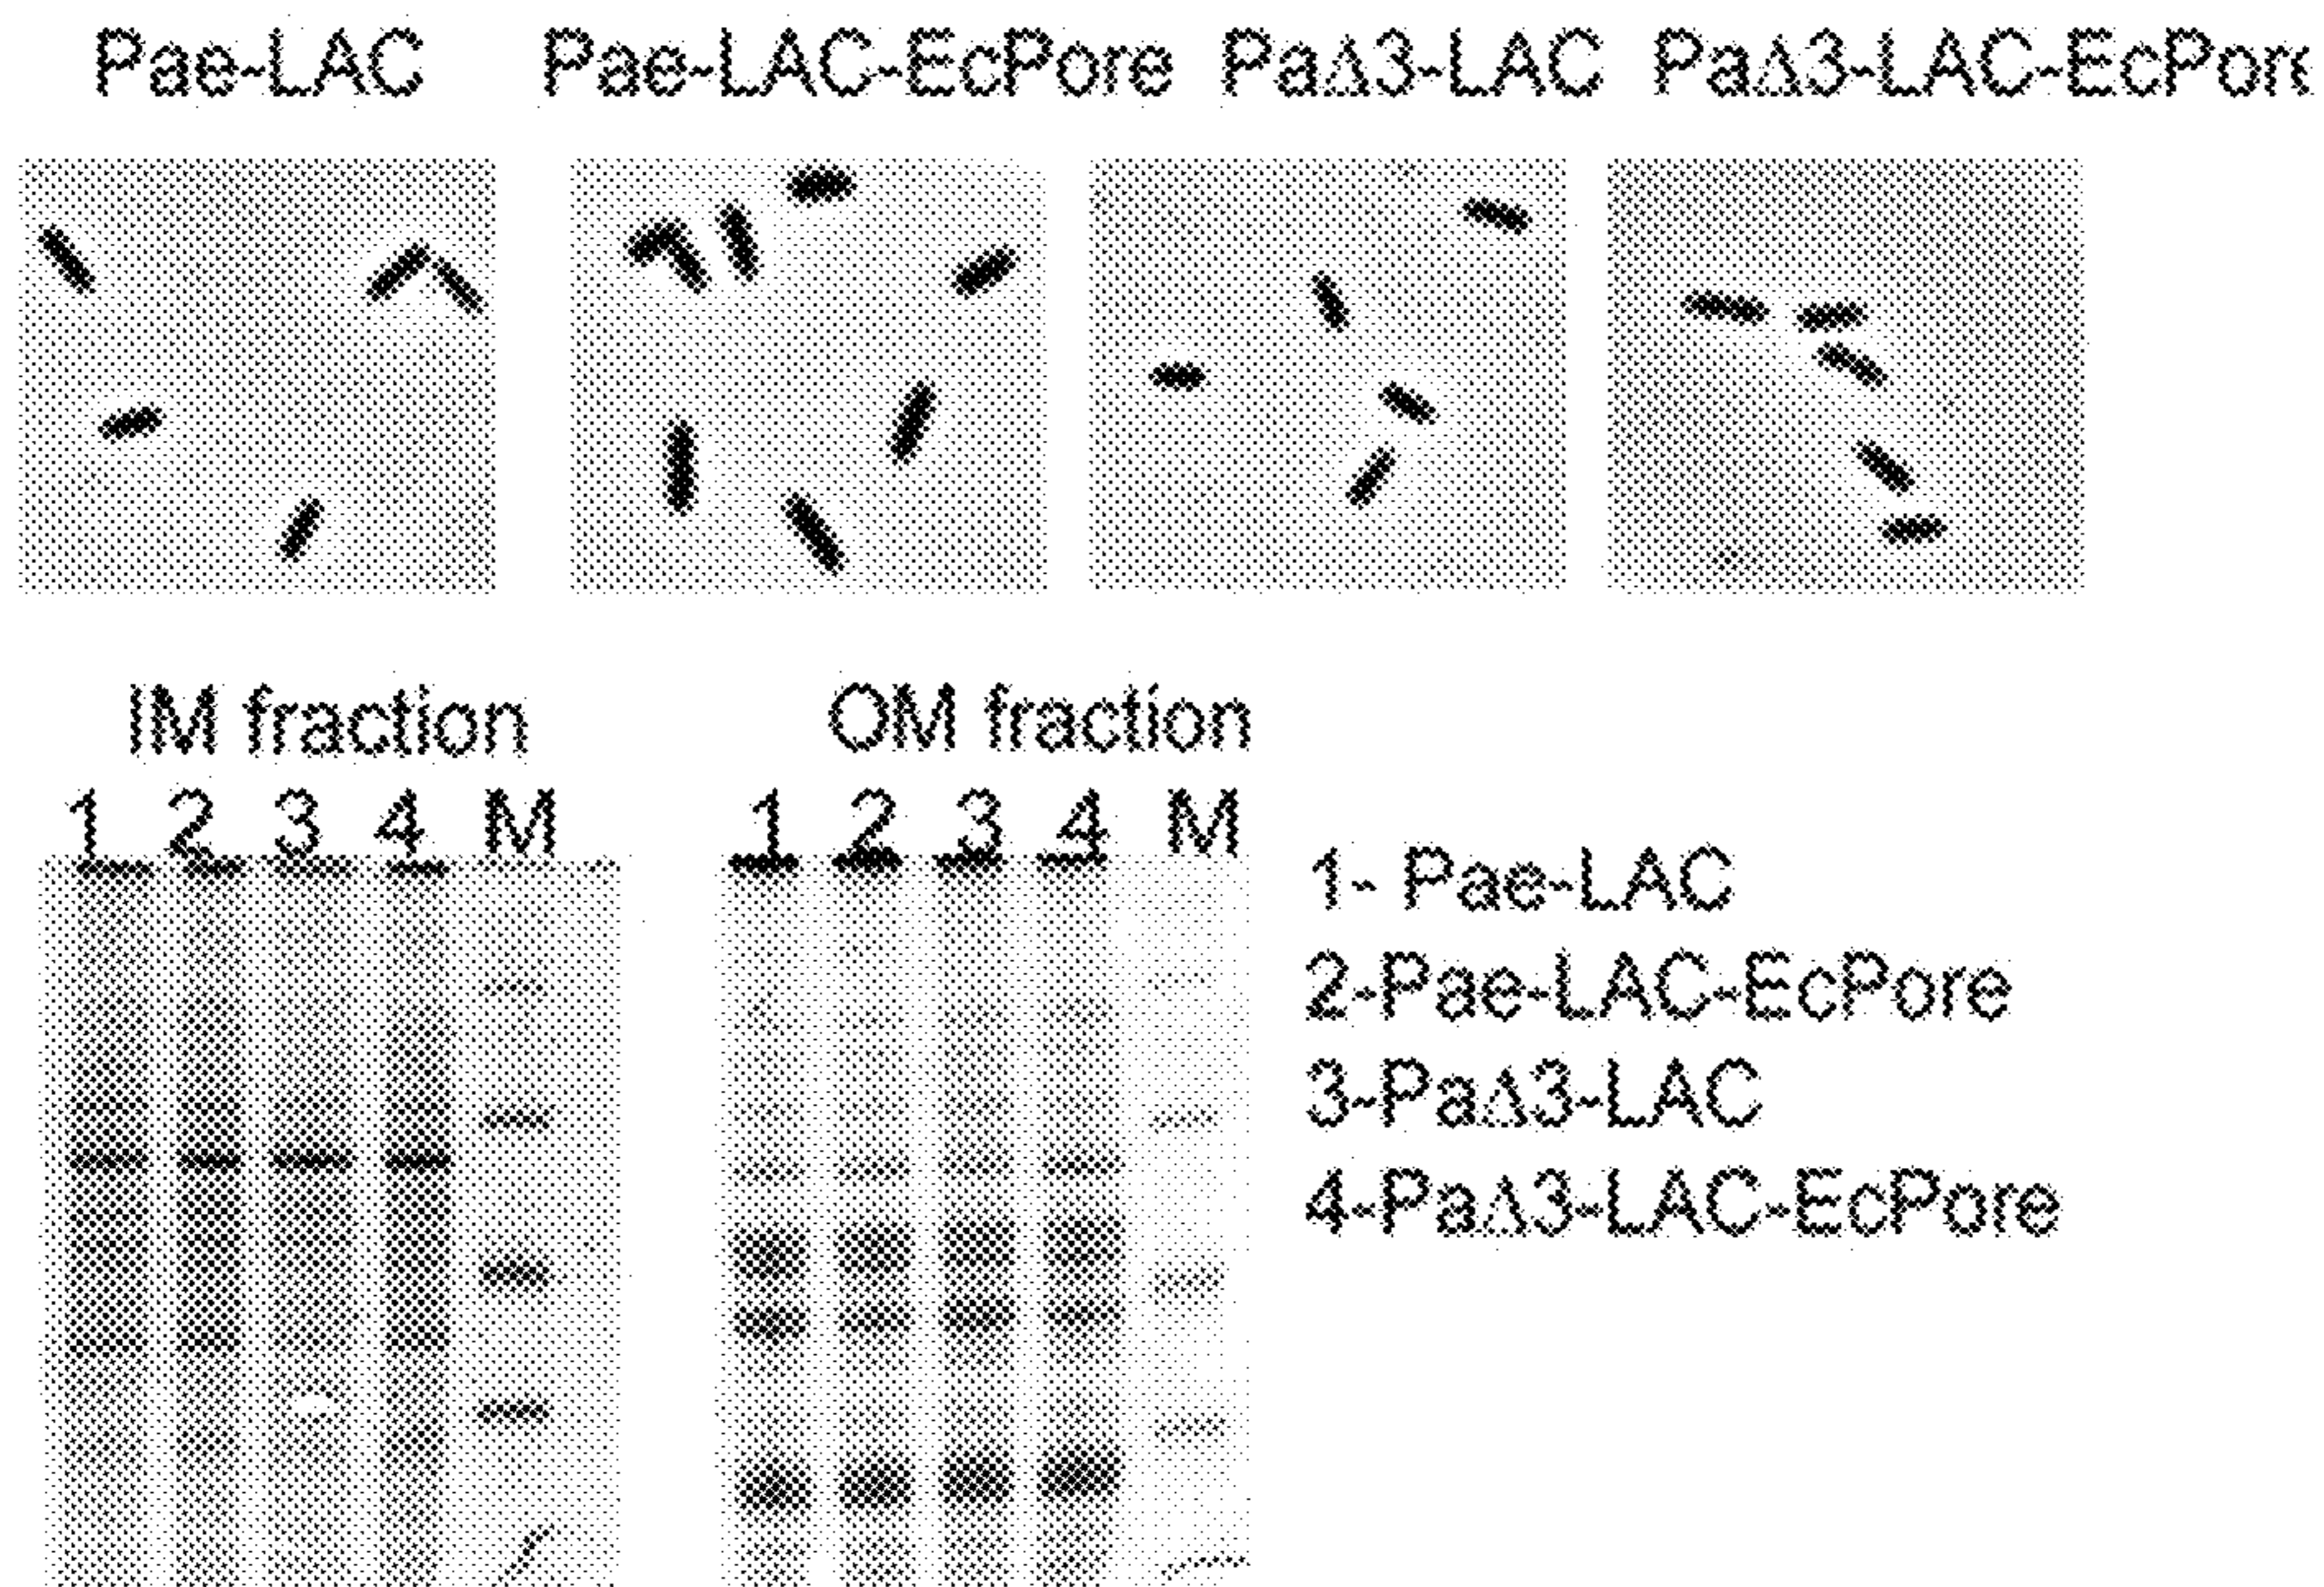 Pae-LAC Pae-LAC-EcPore PaΔ3-LAC PaΔ3-LAC-EcPore
IM fraction OM fraction
1 2 3 4 M 1 2 3 4 M
1- Pae-LAC
2-Pae-LAC-EcPore
3-PaΔ3-LAC
4-PaΔ3-LAC-EcPore